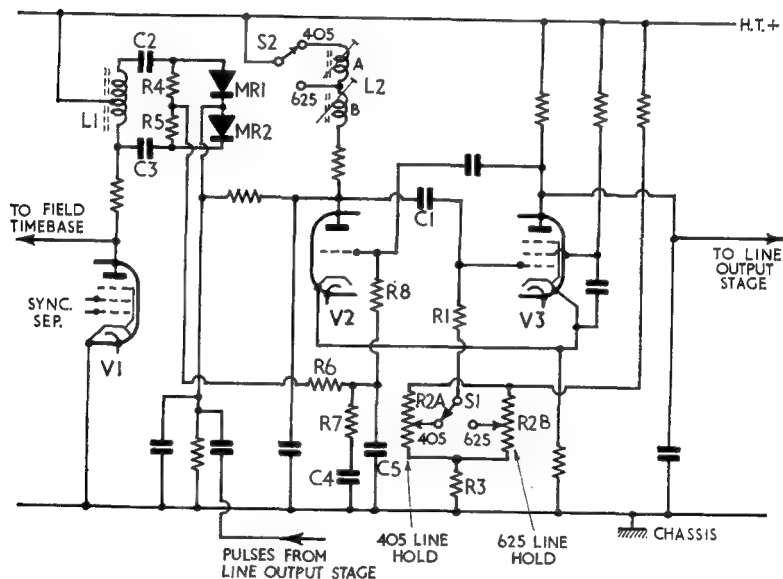 H.T.+
C2
S2
405
A
R4
MR1
L2
625
B
L1
R5
MR2
C3
TO FIELD
TIMEBASE
C1
TO LINE
OUTPUT
STAGE
SYNC.
SEP.
R8
R1
V2
V3
V1
R6
R2A
S1
R2B
R7
405
625
C4
C5
R3
CHASSIS
PULSES FROM
LINE OUTPUT STAGE
405 LINE
HOLD
625 LINE
HOLD